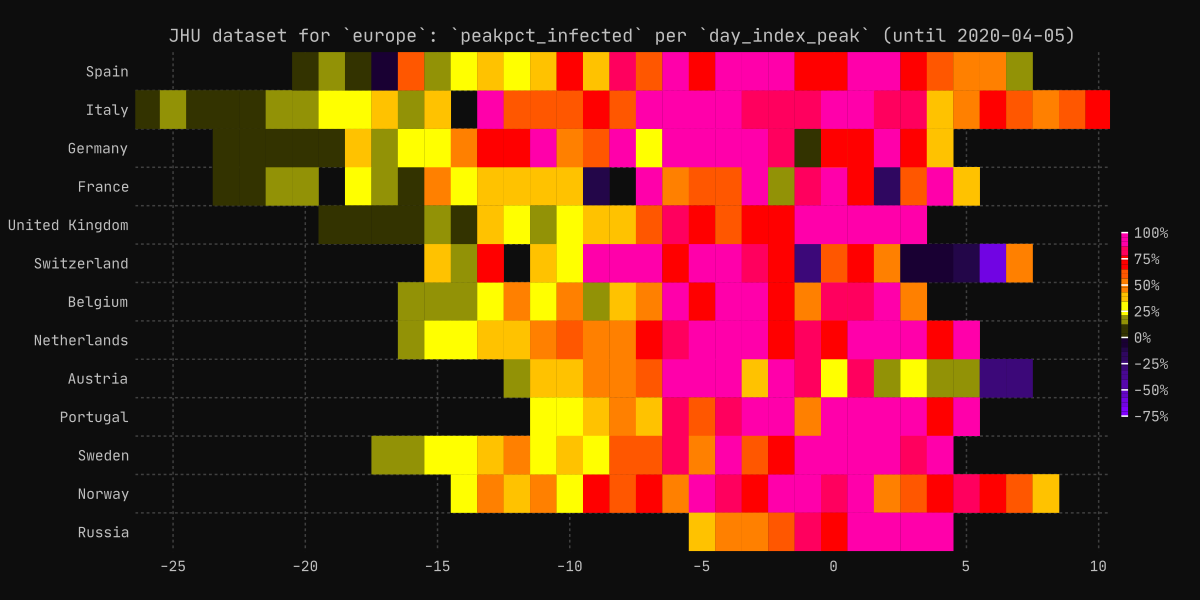 JHU dataset for `europe`: `peakpct_infected` per `day_index_peak` (until 2020-04-05)
Spain
Italy
Germany
France
United Kingdom
Switzerland
Belgium
Netherlands
Austria
Portugal
Sweden
Norway
Russia
100%
75%
50%
25%
0%
−25%
−50%
−75%
−25 −20 −15 −10 −5 0 5 10